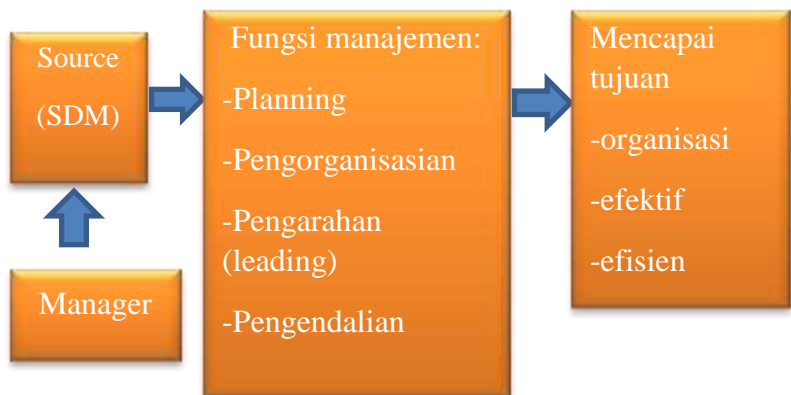 Source
(SDM)
Manager
Fungsi manajemen:
-Planning
-Pengorganisasian
-Pengarahan
(leading)
-Pengendalian
Mencapai
tujuan
-organisasi
-efektif
-efisien